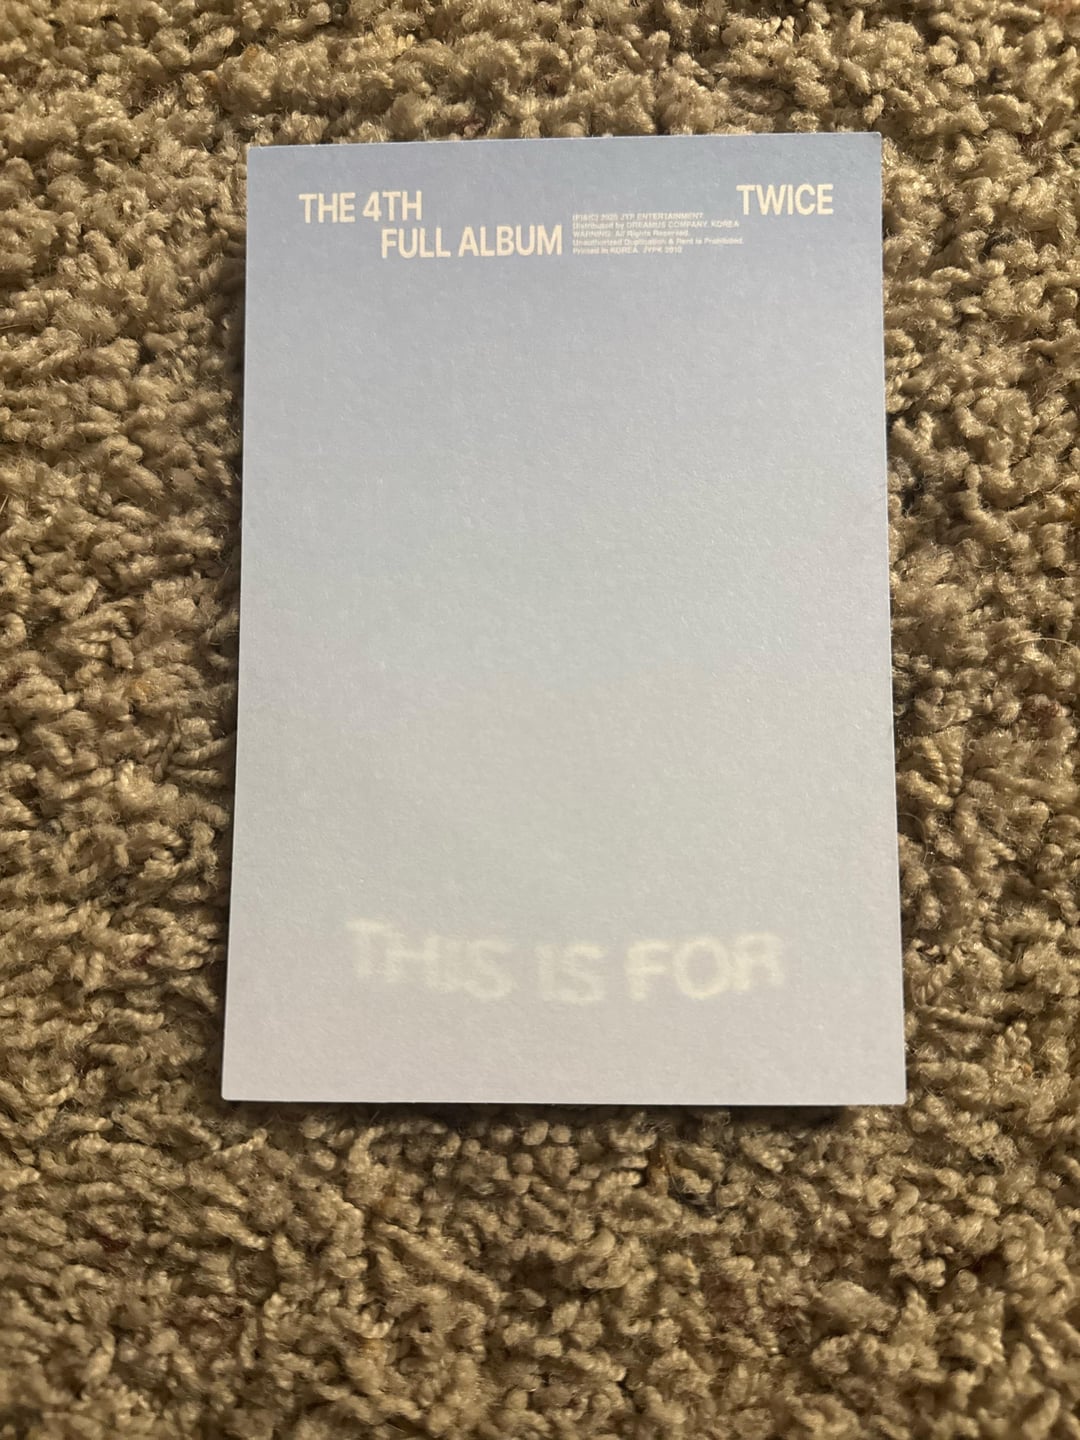 THE 4TH
FULL ALBUM
(P)&(C) 2025 JYP ENTERTAINMENT.
Distributed by DREAMUS COMPANY. KOREA
WARNING: All Rights Reserved.
Unauthorized Duplication & Rent is Prohibited.
Printed in KOREA. JYPK
TWICE
THIS IS FOR